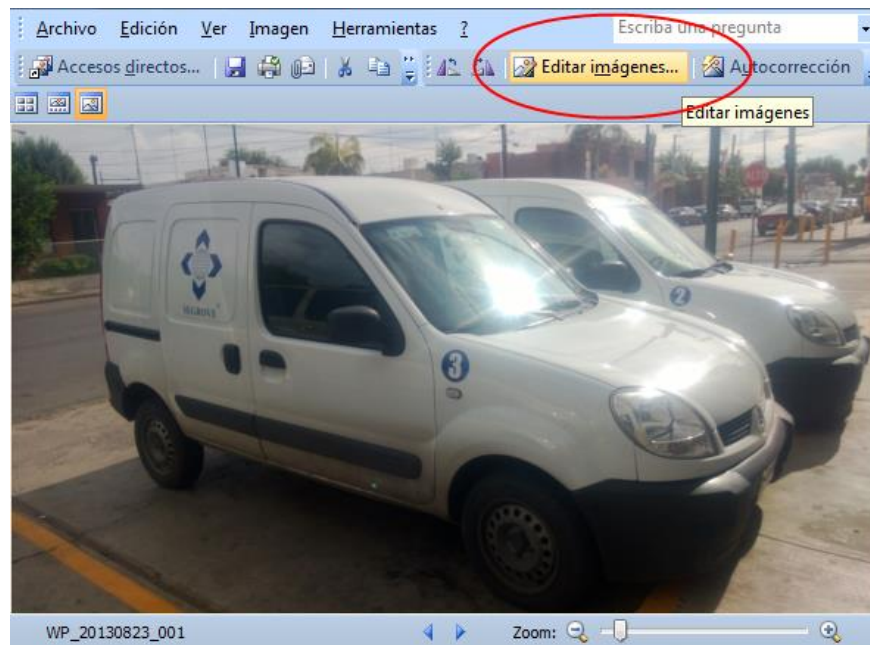 Archivo Edición Ver Imagen Herramientas ? Escriba una pregunta
Accesos directos... Editar imágenes... Autocorrección
Editar imágenes
ALTO
2
3
WP_20130823_001 Zoom: